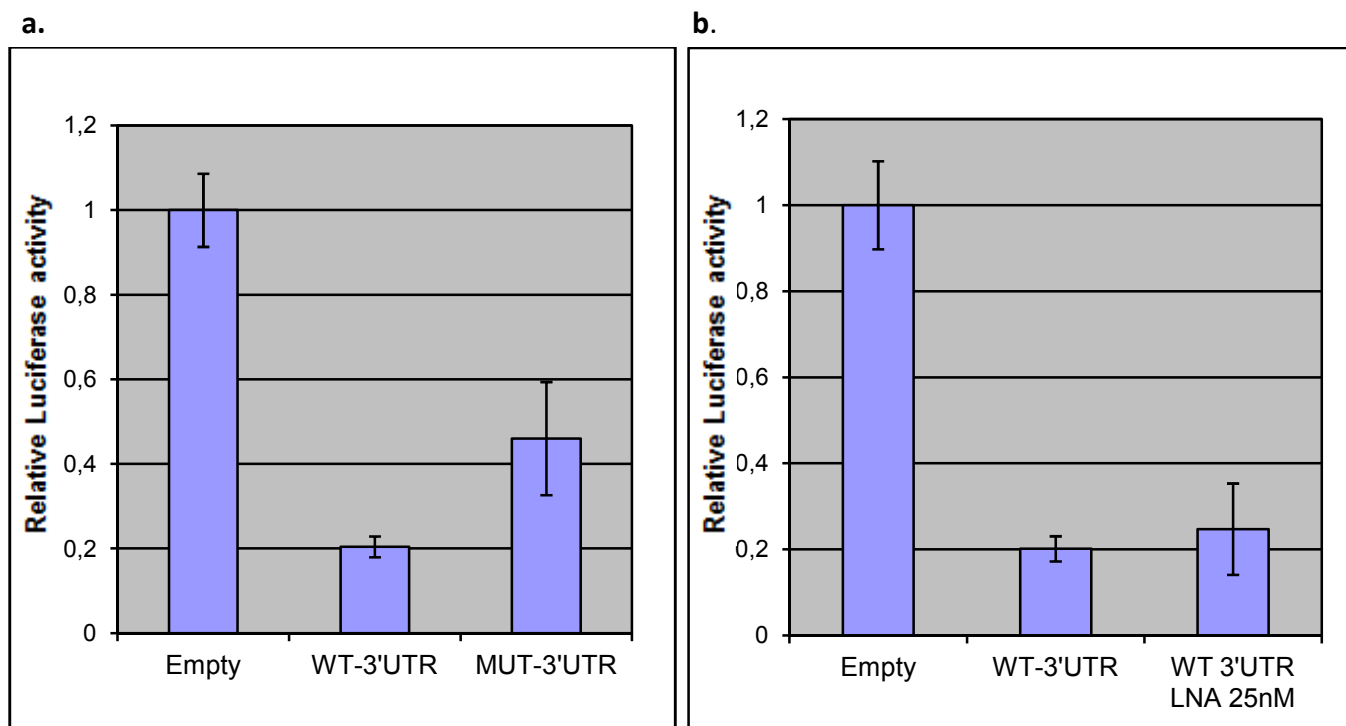 a.
Relative Luciferase activity
1,2
1
0,8
0,6
0,4
0,2
0
Empty
WT-3'UTR
MUT-3'UTR
b.
Relative Luciferase activity
1,2
1
0,8
0,6
0,4
0,2
0
Empty
WT-3'UTR
WT 3'UTR
LNA 25nM